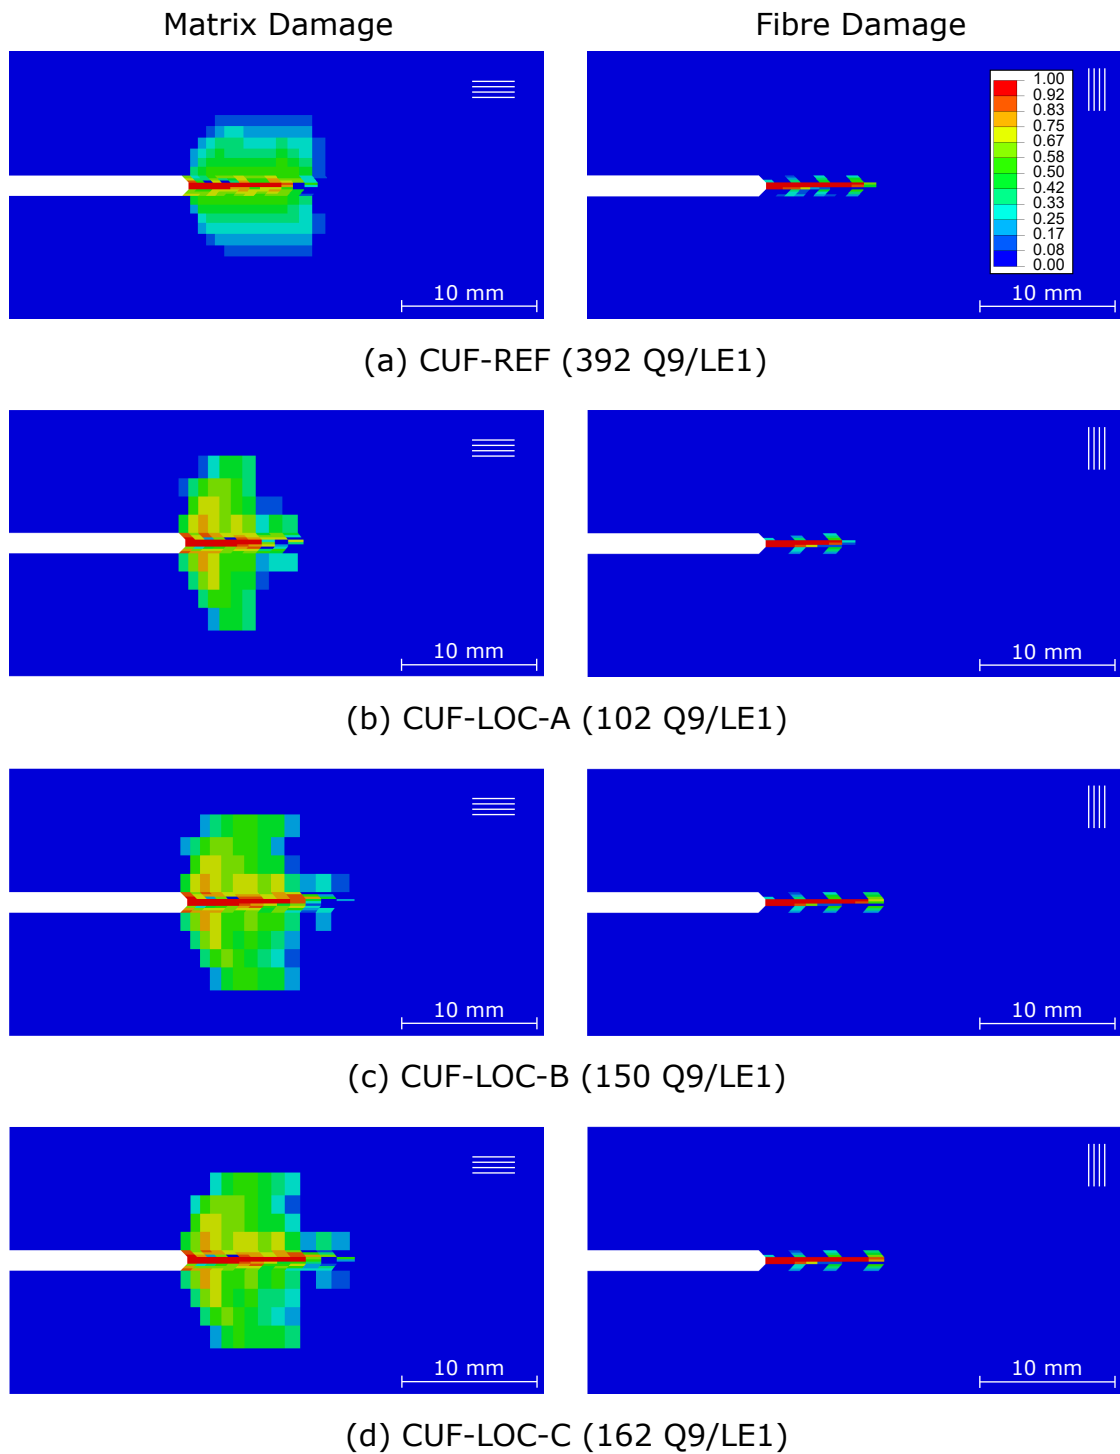 Matrix Damage
Fibre Damage
1.00
0.92
0.83
0.75
0.67
0.58
0.50
0.42
0.33
0.25
0.17
0.08
0.00
10 mm
10 mm
(a) CUF-REF (392 Q9/LE1)
10 mm
10 mm
(b) CUF-LOC-A (102 Q9/LE1)
10 mm
10 mm
(c) CUF-LOC-B (150 Q9/LE1)
10 mm
10 mm
(d) CUF-LOC-C (162 Q9/LE1)